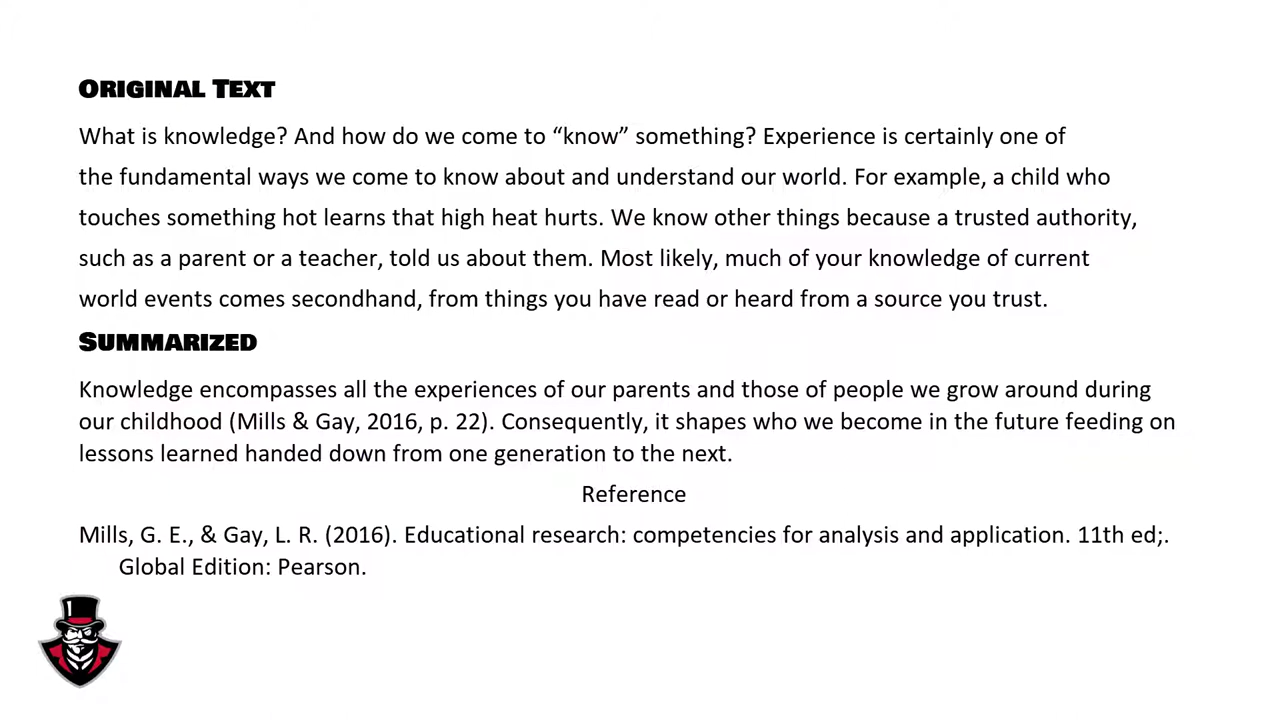 ORIGINAL TEXT
What is knowledge? And how do we come to “know” something? Experience is certainly one of
the fundamental ways we come to know about and understand our world. For example, a child who
touches something hot learns that high heat hurts. We know other things because a trusted authority,
such as a parent or a teacher, told us about them. Most likely, much of your knowledge of current
world events comes secondhand, from things you have read or heard from a source you trust.
SUMMARIZED
Knowledge encompasses all the experiences of our parents and those of people we grow around during
our childhood (Mills & Gay, 2016, p. 22). Consequently, it shapes who we become in the future feeding on
lessons learned handed down from one generation to the next.
Reference
Mills, G. E., & Gay, L. R. (2016). Educational research: competencies for analysis and application. 11th ed;.
Global Edition: Pearson.